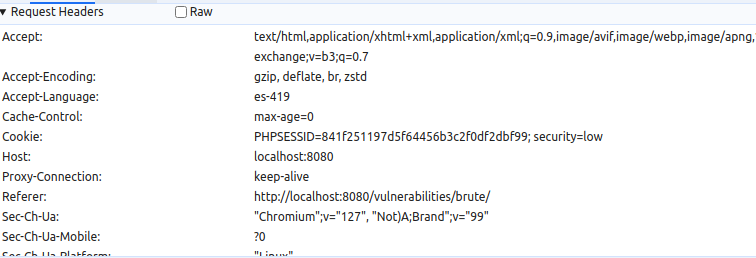 Request Headers Raw
Accept: text/html,application/xhtml+xml,application/xml;q=0.9,image/avif,image/webp,image/apng,
exchange;v=b3;q=0.7
Accept-Encoding: gzip, deflate, br, zstd
Accept-Language: es-419
Cache-Control: max-age=0
Cookie: PHPSESSID=841f251197d5f64456b3c2f0df2dbf99; security=low
Host: localhost:8080
Proxy-Connection: keep-alive
Referer: http://localhost:8080/vulnerabilities/brute/
Sec-Ch-Ua: "Chromium";v="127", "Not)A;Brand";v="99"
Sec-Ch-Ua-Mobile: ?0
Sec-Ch-Ua-Platform: "Linux"